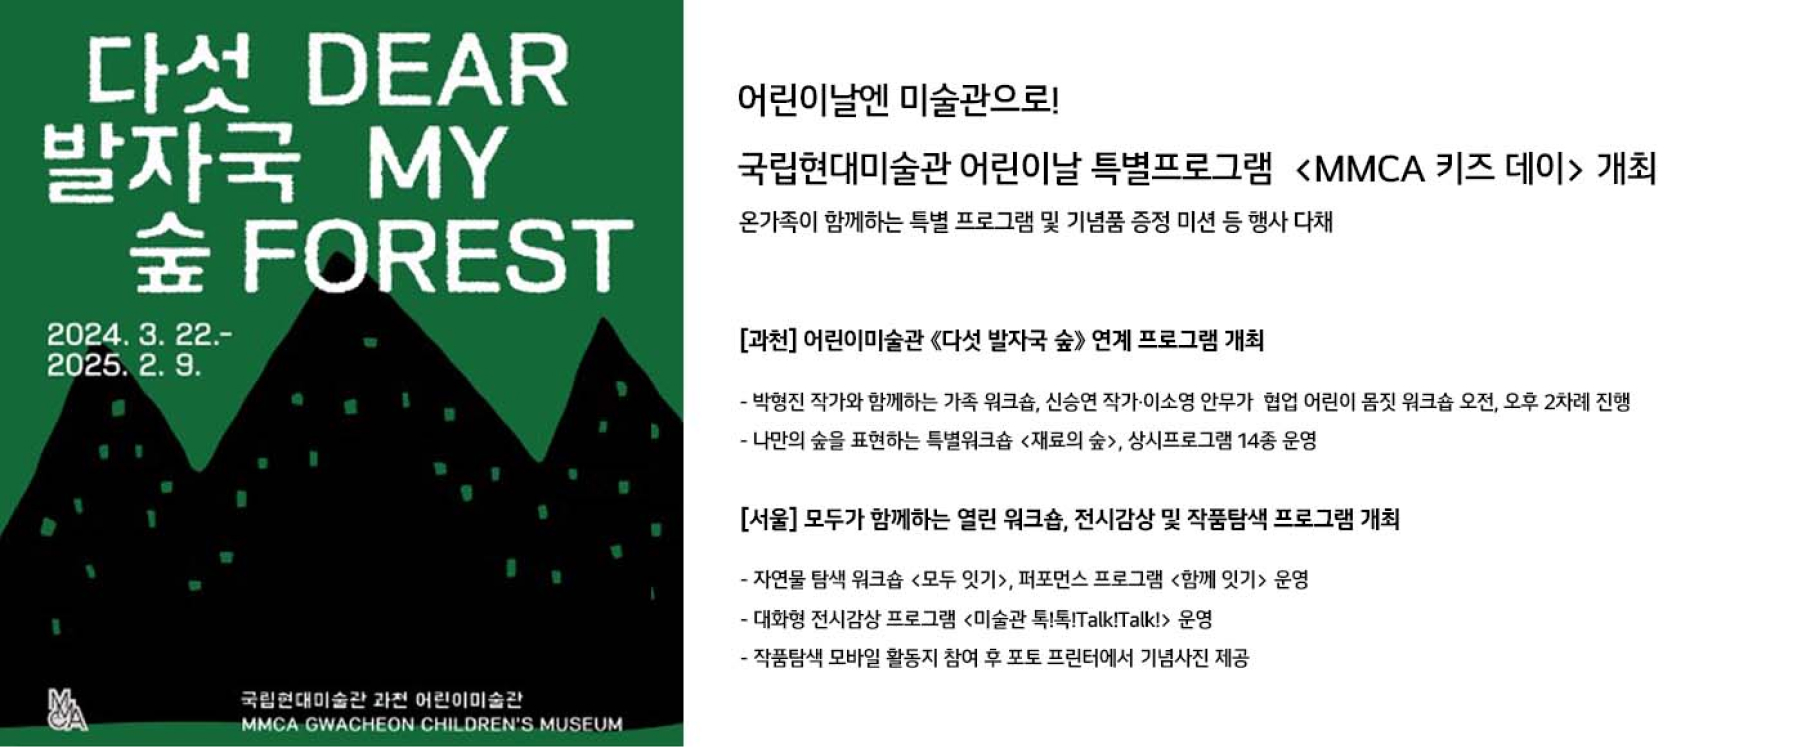 다섯 DEAR
발자국 MY
숲 FOREST
2024. 3. 22.-
2025. 2. 9.
MMCA
국립현대미술관 과천 어린이미술관
MMCA GWACHEON CHILDREN'S MUSEUM
어린이날엔 미술관으로!
국립현대미술관 어린이날 특별프로그램 <MMCA 키즈 데이> 개최
온가족이 함께하는 특별 프로그램 및 기념품 증정 미션 등 행사 다채
[과천] 어린이미술관 《다섯 발자국 숲》 연계 프로그램 개최
- 박형진 작가와 함께하는 가족 워크숍, 신승연 작가·이소영 안무가 협업 어린이 몸짓 워크숍 오전, 오후 2차례 진행
- 나만의 숲을 표현하는 특별워크숍 <재료의 숲>, 상시프로그램 14종 운영
[서울] 모두가 함께하는 열린 워크숍, 전시감상 및 작품탐색 프로그램 개최
- 자연물 탐색 워크숍 <모두 잇기>, 퍼포먼스 프로그램 <함께 잇기> 운영
- 대화형 전시감상 프로그램 <미술관 톡!톡!Talk!Talk!> 운영
- 작품탐색 모바일 활동지 참여 후 포토 프린터에서 기념사진 제공